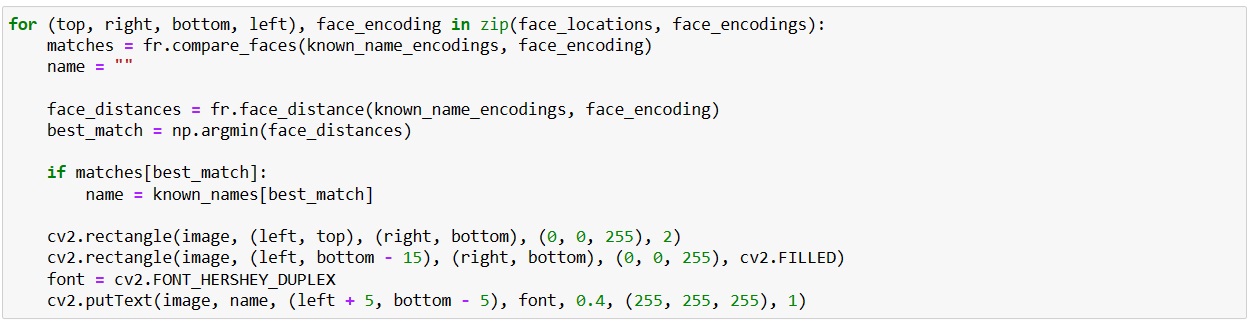 for (top, right, bottom, left), face_encoding in zip(face_locations, face_encodings):
    matches = fr.compare_faces(known_name_encodings, face_encoding)
    name = ""

    face_distances = fr.face_distance(known_name_encodings, face_encoding)
    best_match = np.argmin(face_distances)

    if matches[best_match]:
        name = known_names[best_match]

    cv2.rectangle(image, (left, top), (right, bottom), (0, 0, 255), 2)
    cv2.rectangle(image, (left, bottom - 15), (right, bottom), (0, 0, 255), cv2.FILLED)
    font = cv2.FONT_HERSHEY_DUPLEX
    cv2.putText(image, name, (left + 5, bottom - 5), font, 0.4, (255, 255, 255), 1)